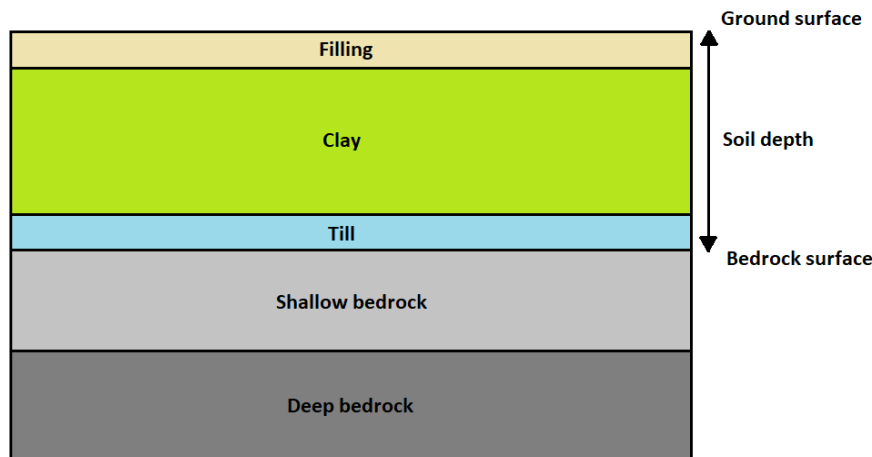 Ground surface
Filling
Clay
Soil depth
Till
Bedrock surface
Shallow bedrock
Deep bedrock